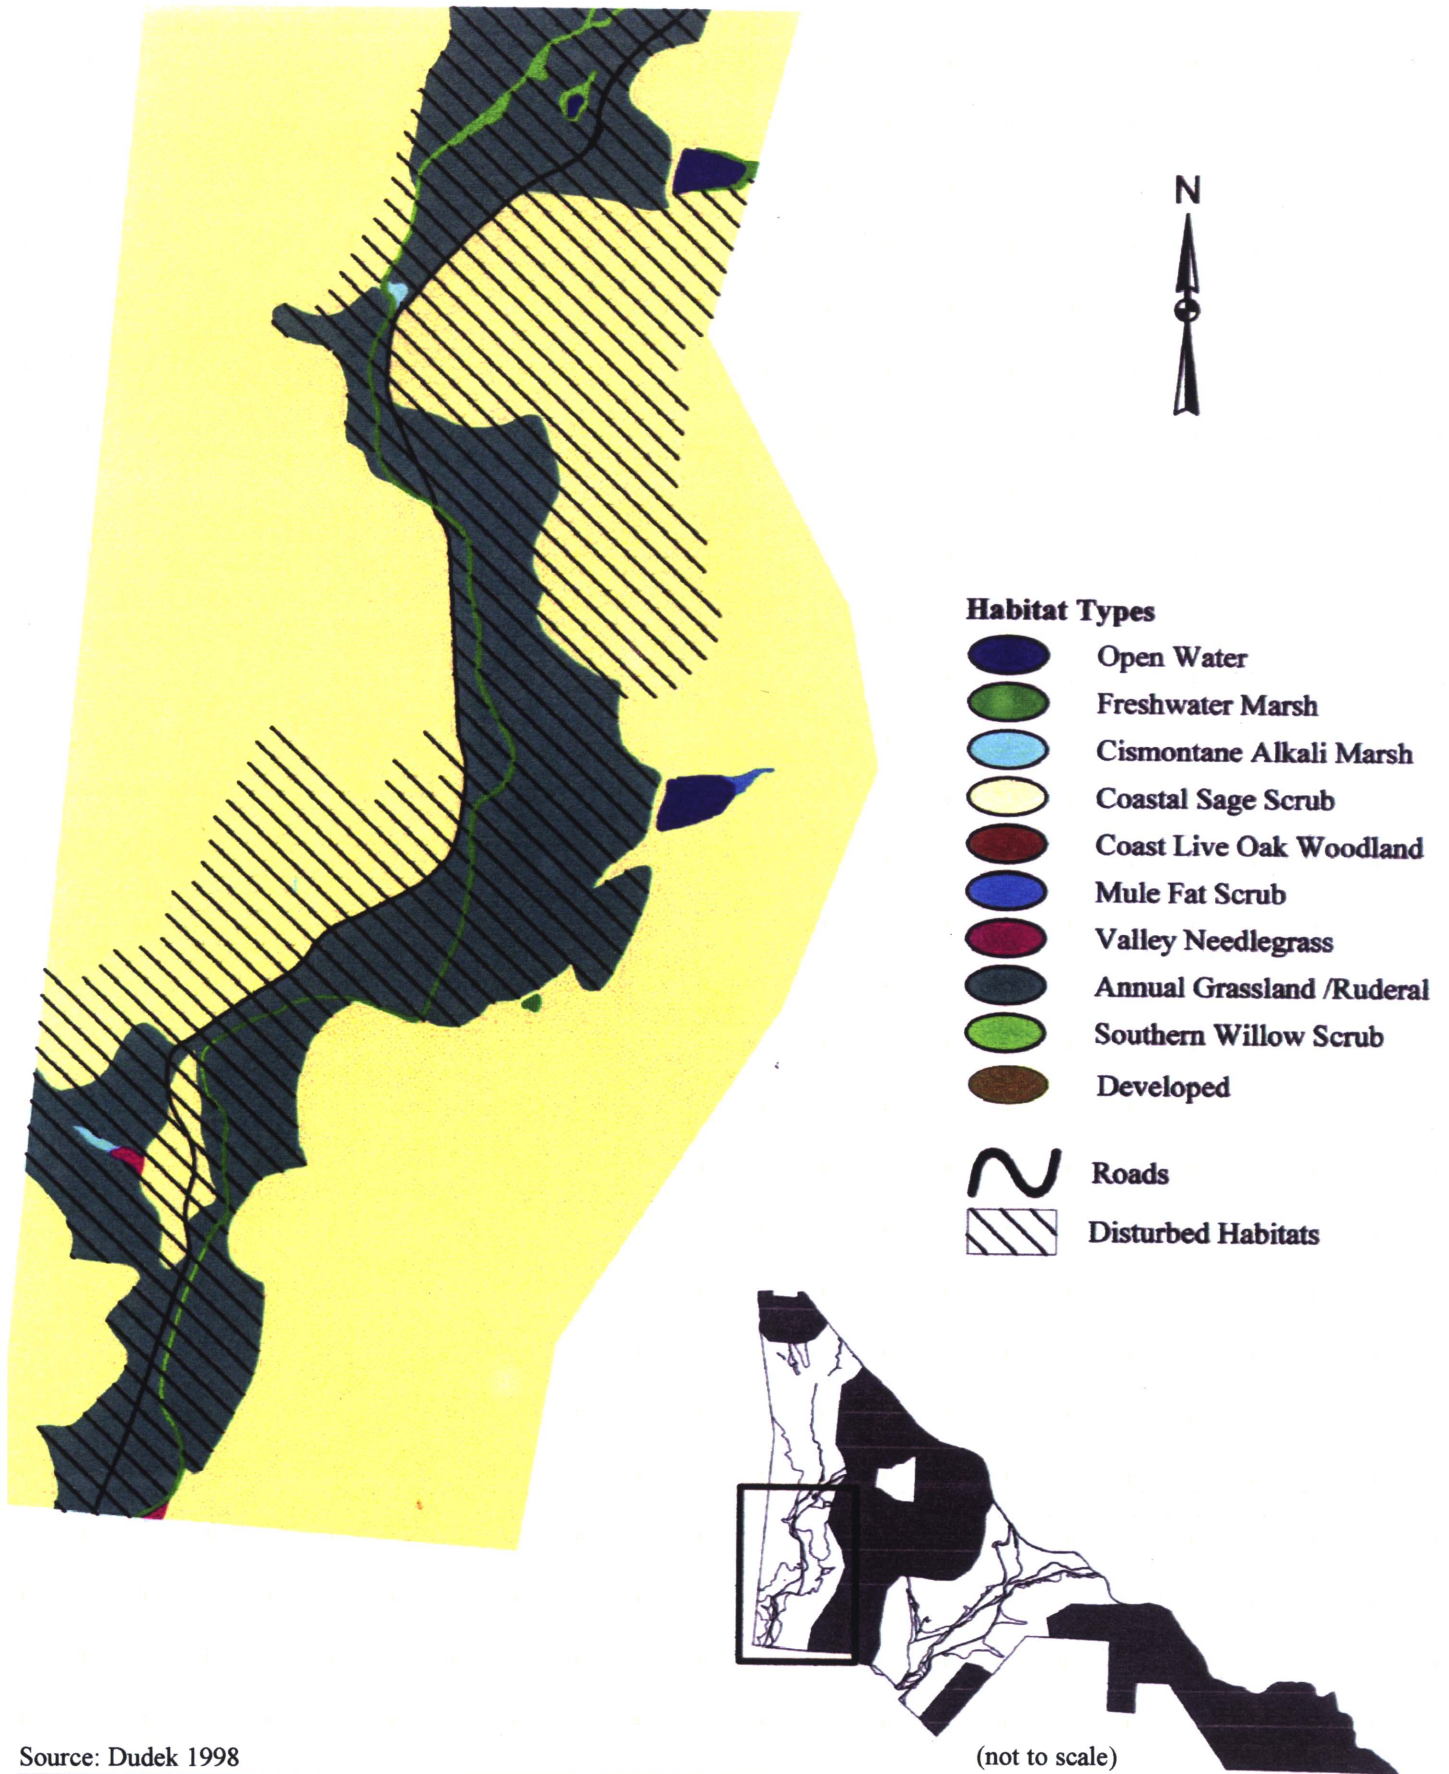 N
Habitat Types
Open Water
Freshwater Marsh
Cismontane Alkali Marsh
Coastal Sage Scrub
Coast Live Oak Woodland
Mule Fat Scrub
Valley Needlegrass
Annual Grassland /Ruderal
Southern Willow Scrub
Developed
Roads
Disturbed Habitats
Source: Dudek 1998
(not to scale)